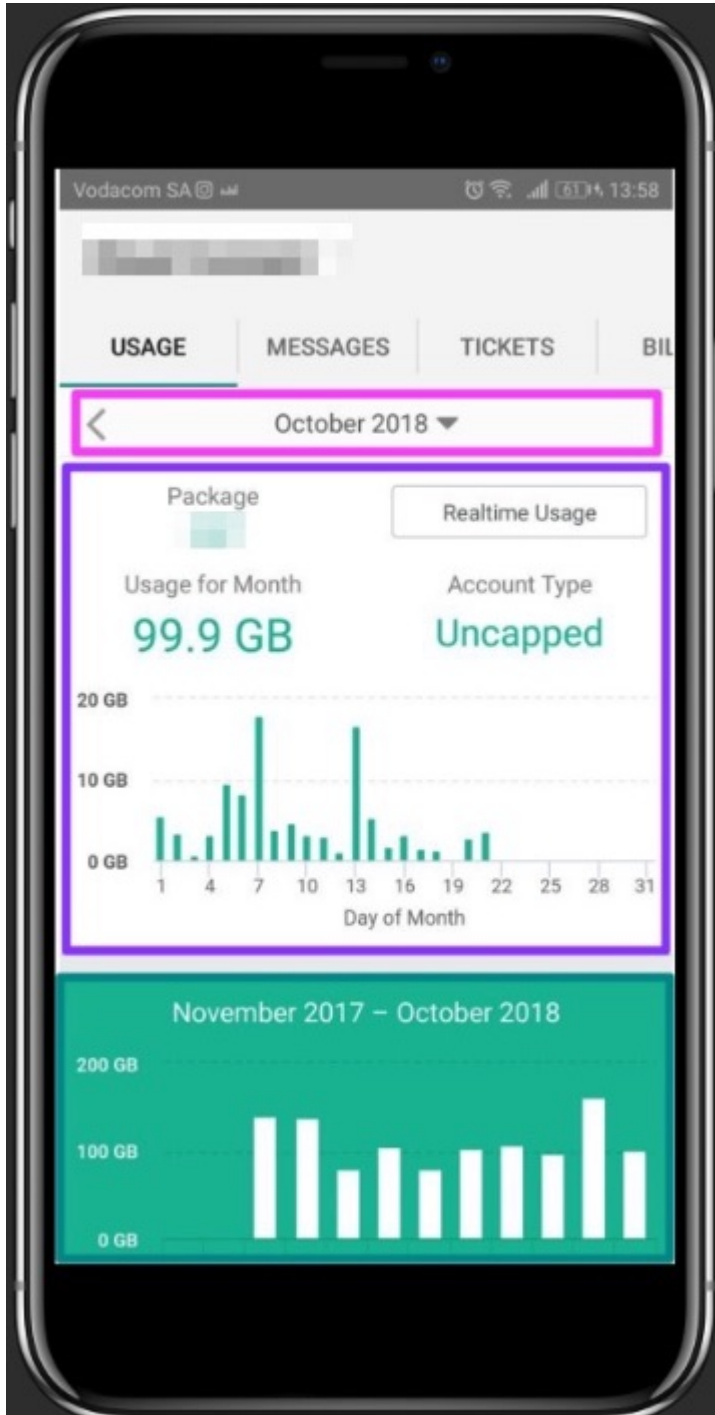 Vodacom SA 61 13:58
USAGE MESSAGES TICKETS BIL
October 2018
Package
Realtime Usage
Usage for Month Account Type
99.9 GB Uncapped
20 GB
10 GB
0 GB
1 4 7 10 13 16 19 22 25 28 31
Day of Month
November 2017 – October 2018
200 GB
100 GB
0 GB